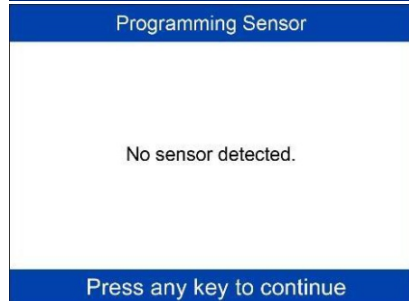 Programming Sensor
No sensor detected.
Press any key to continue